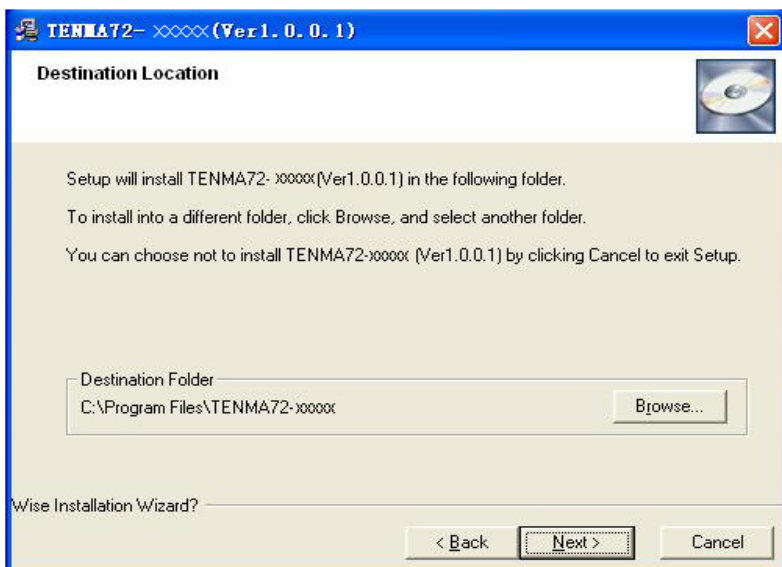 TENMA72- xxxxx(Ver1.0.0.1)
Destination Location
Setup will install TENMA72- xxxxx(Ver1.0.0.1) in the following folder.
To install into a different folder, click Browse, and select another folder.
You can choose not to install TENMA72-xxxxx (Ver1.0.0.1) by clicking Cancel to exit Setup.
Destination Folder
C:\Program Files\TENMA72-xxxxx
Browse...
Wise Installation Wizard?
< Back
Next >
Cancel